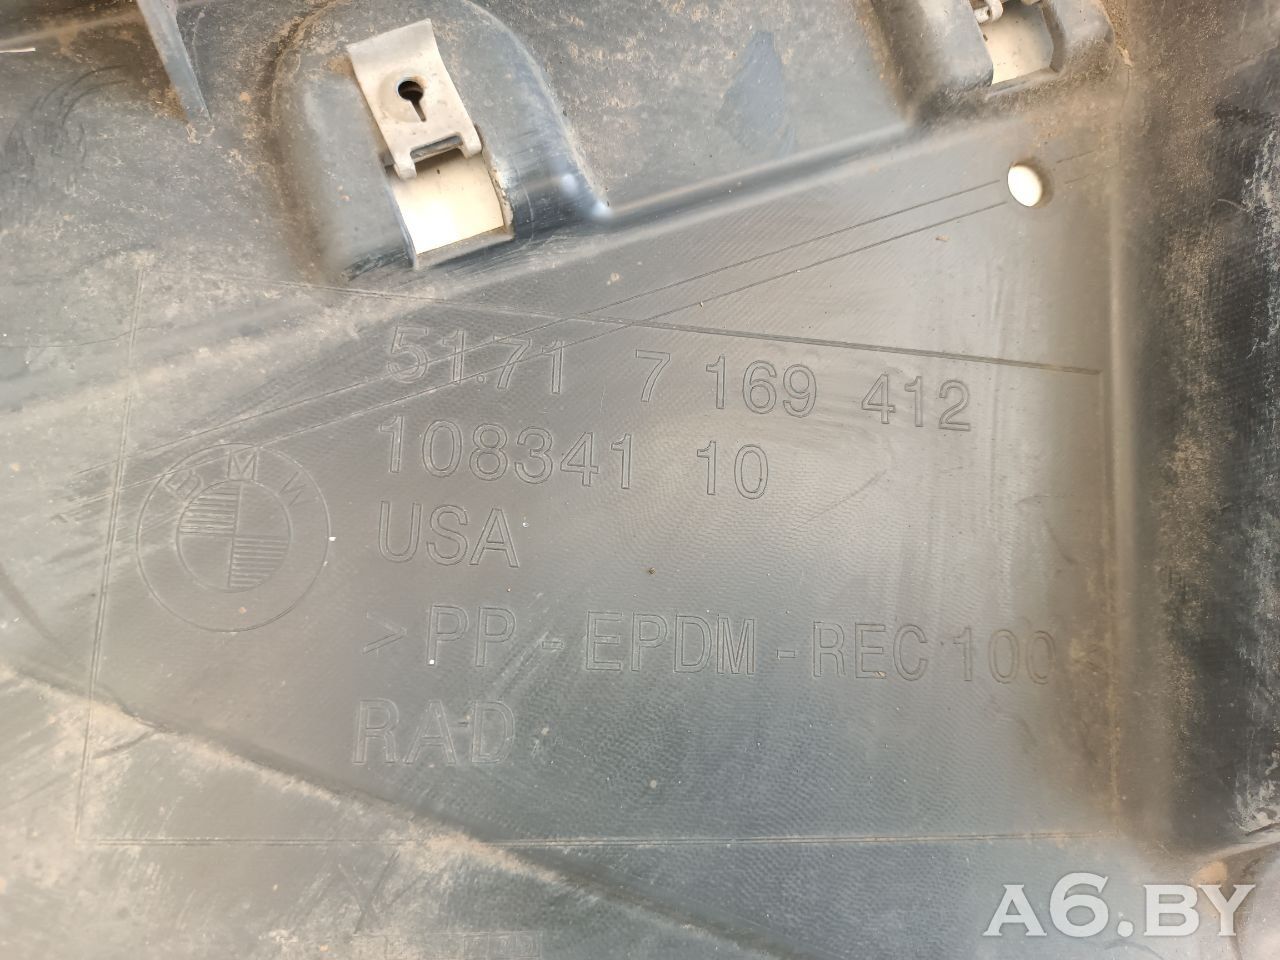 51.71 7 169 412
108341 10
BMW
USA
>PP-EPDM-REC100
RAD
A6.BY